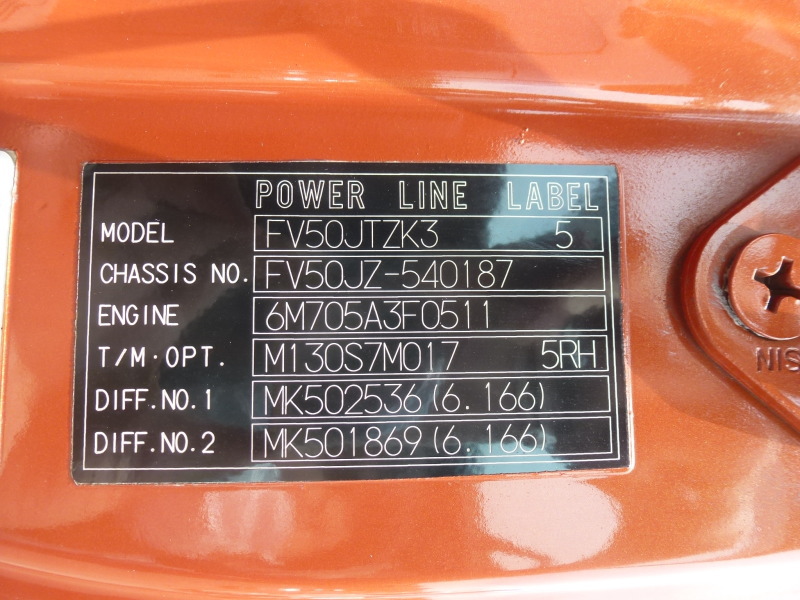 POWER LINE LABEL
MODEL FV50JTZK3 5
CHASSIS NO. FV50JZ-540187
ENGINE 6M705A3F0511
T/M·OPT. M130S7M017 5RH
DIFF.NO.1 MK502536(6.166)
DIFF.NO.2 MK501869(6.166)
NIS